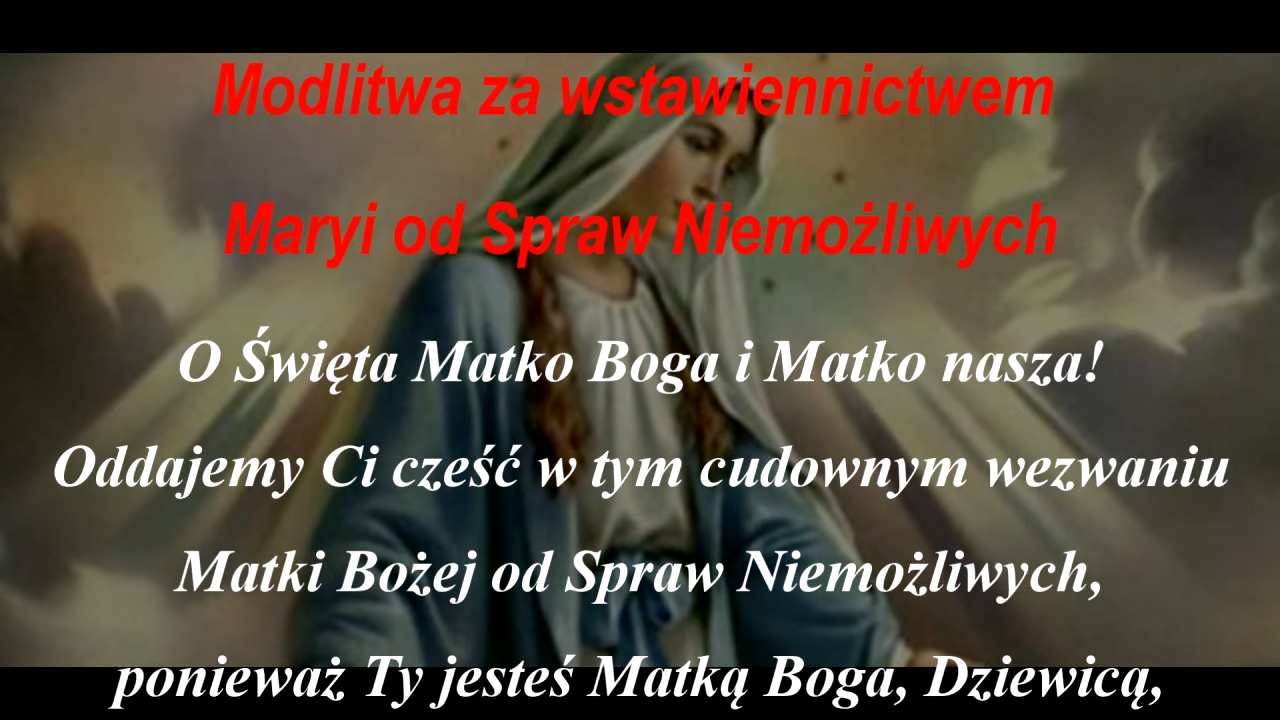 Modlitwa za wstawiennictwem
Maryi od Spraw Niemożliwych
O Święta Matko Boga i Matko nasza!
Oddajemy Ci cześć w tym cudownym wezwaniu
Matki Bożej od Spraw Niemożliwych,
ponieważ Ty jesteś Matką Boga, Dziewicą,